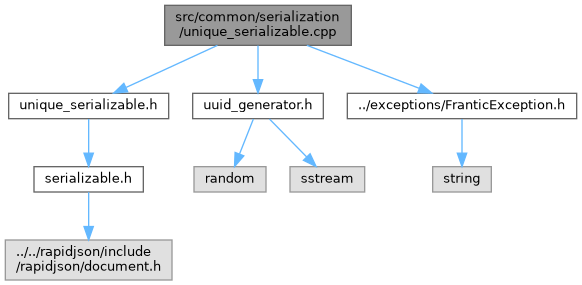 src/common/serialization
/unique_serializable.cpp
unique_serializable.h
uuid_generator.h
../exceptions/FranticException.h
serializable.h
random
sstream
string
../../rapidjson/include
/rapidjson/document.h